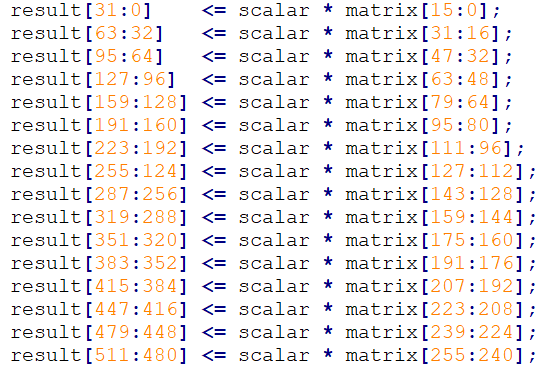 result[31:0]    <= scalar * matrix[15:0];
result[63:32]   <= scalar * matrix[31:16];
result[95:64]   <= scalar * matrix[47:32];
result[127:96]  <= scalar * matrix[63:48];
result[159:128] <= scalar * matrix[79:64];
result[191:160] <= scalar * matrix[95:80];
result[223:192] <= scalar * matrix[111:96];
result[255:124] <= scalar * matrix[127:112];
result[287:256] <= scalar * matrix[143:128];
result[319:288] <= scalar * matrix[159:144];
result[351:320] <= scalar * matrix[175:160];
result[383:352] <= scalar * matrix[191:176];
result[415:384] <= scalar * matrix[207:192];
result[447:416] <= scalar * matrix[223:208];
result[479:448] <= scalar * matrix[239:224];
result[511:480] <= scalar * matrix[255:240];